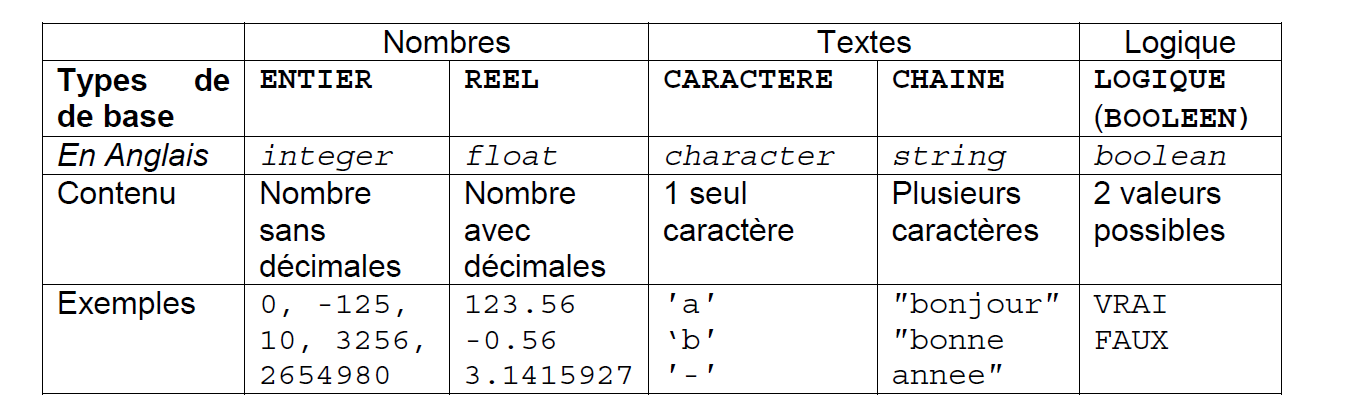 Nombres Textes Logique
Types de ENTIER REEL CARACTERE CHAINE LOGIQUE
de base (BOOLEEN)
En Anglais integer float character string boolean
Contenu Nombre Nombre 1 seul Plusieurs 2 valeurs
sans avec caractère caractères possibles
décimales décimales
Exemples 0, -125, 123.56 'a' "bonjour" VRAI
10, 3256, -0.56 ‘b' "bonne FAUX
2654980 3.1415927 '-' annee"